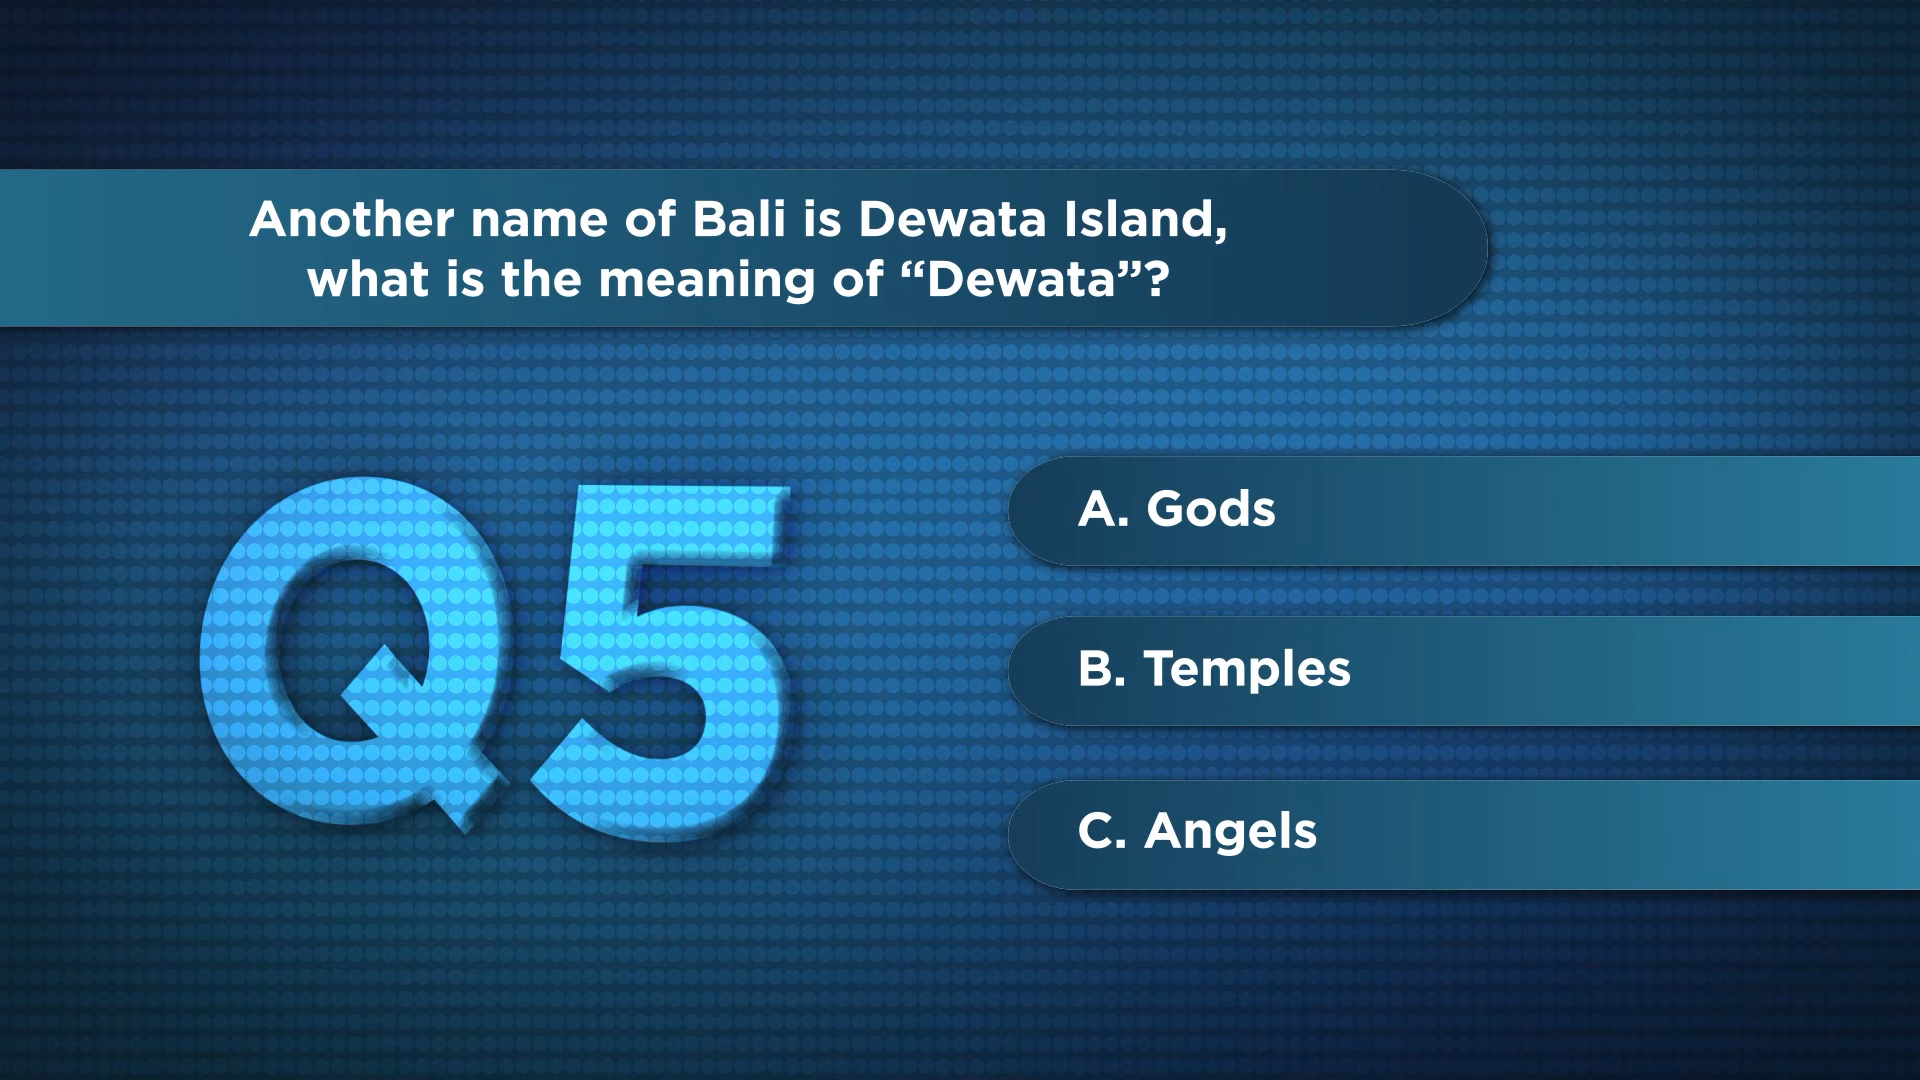 Another name of Bali is Dewata Island,
what is the meaning of “Dewata”?
Q5
A. Gods
B. Temples
C. Angels